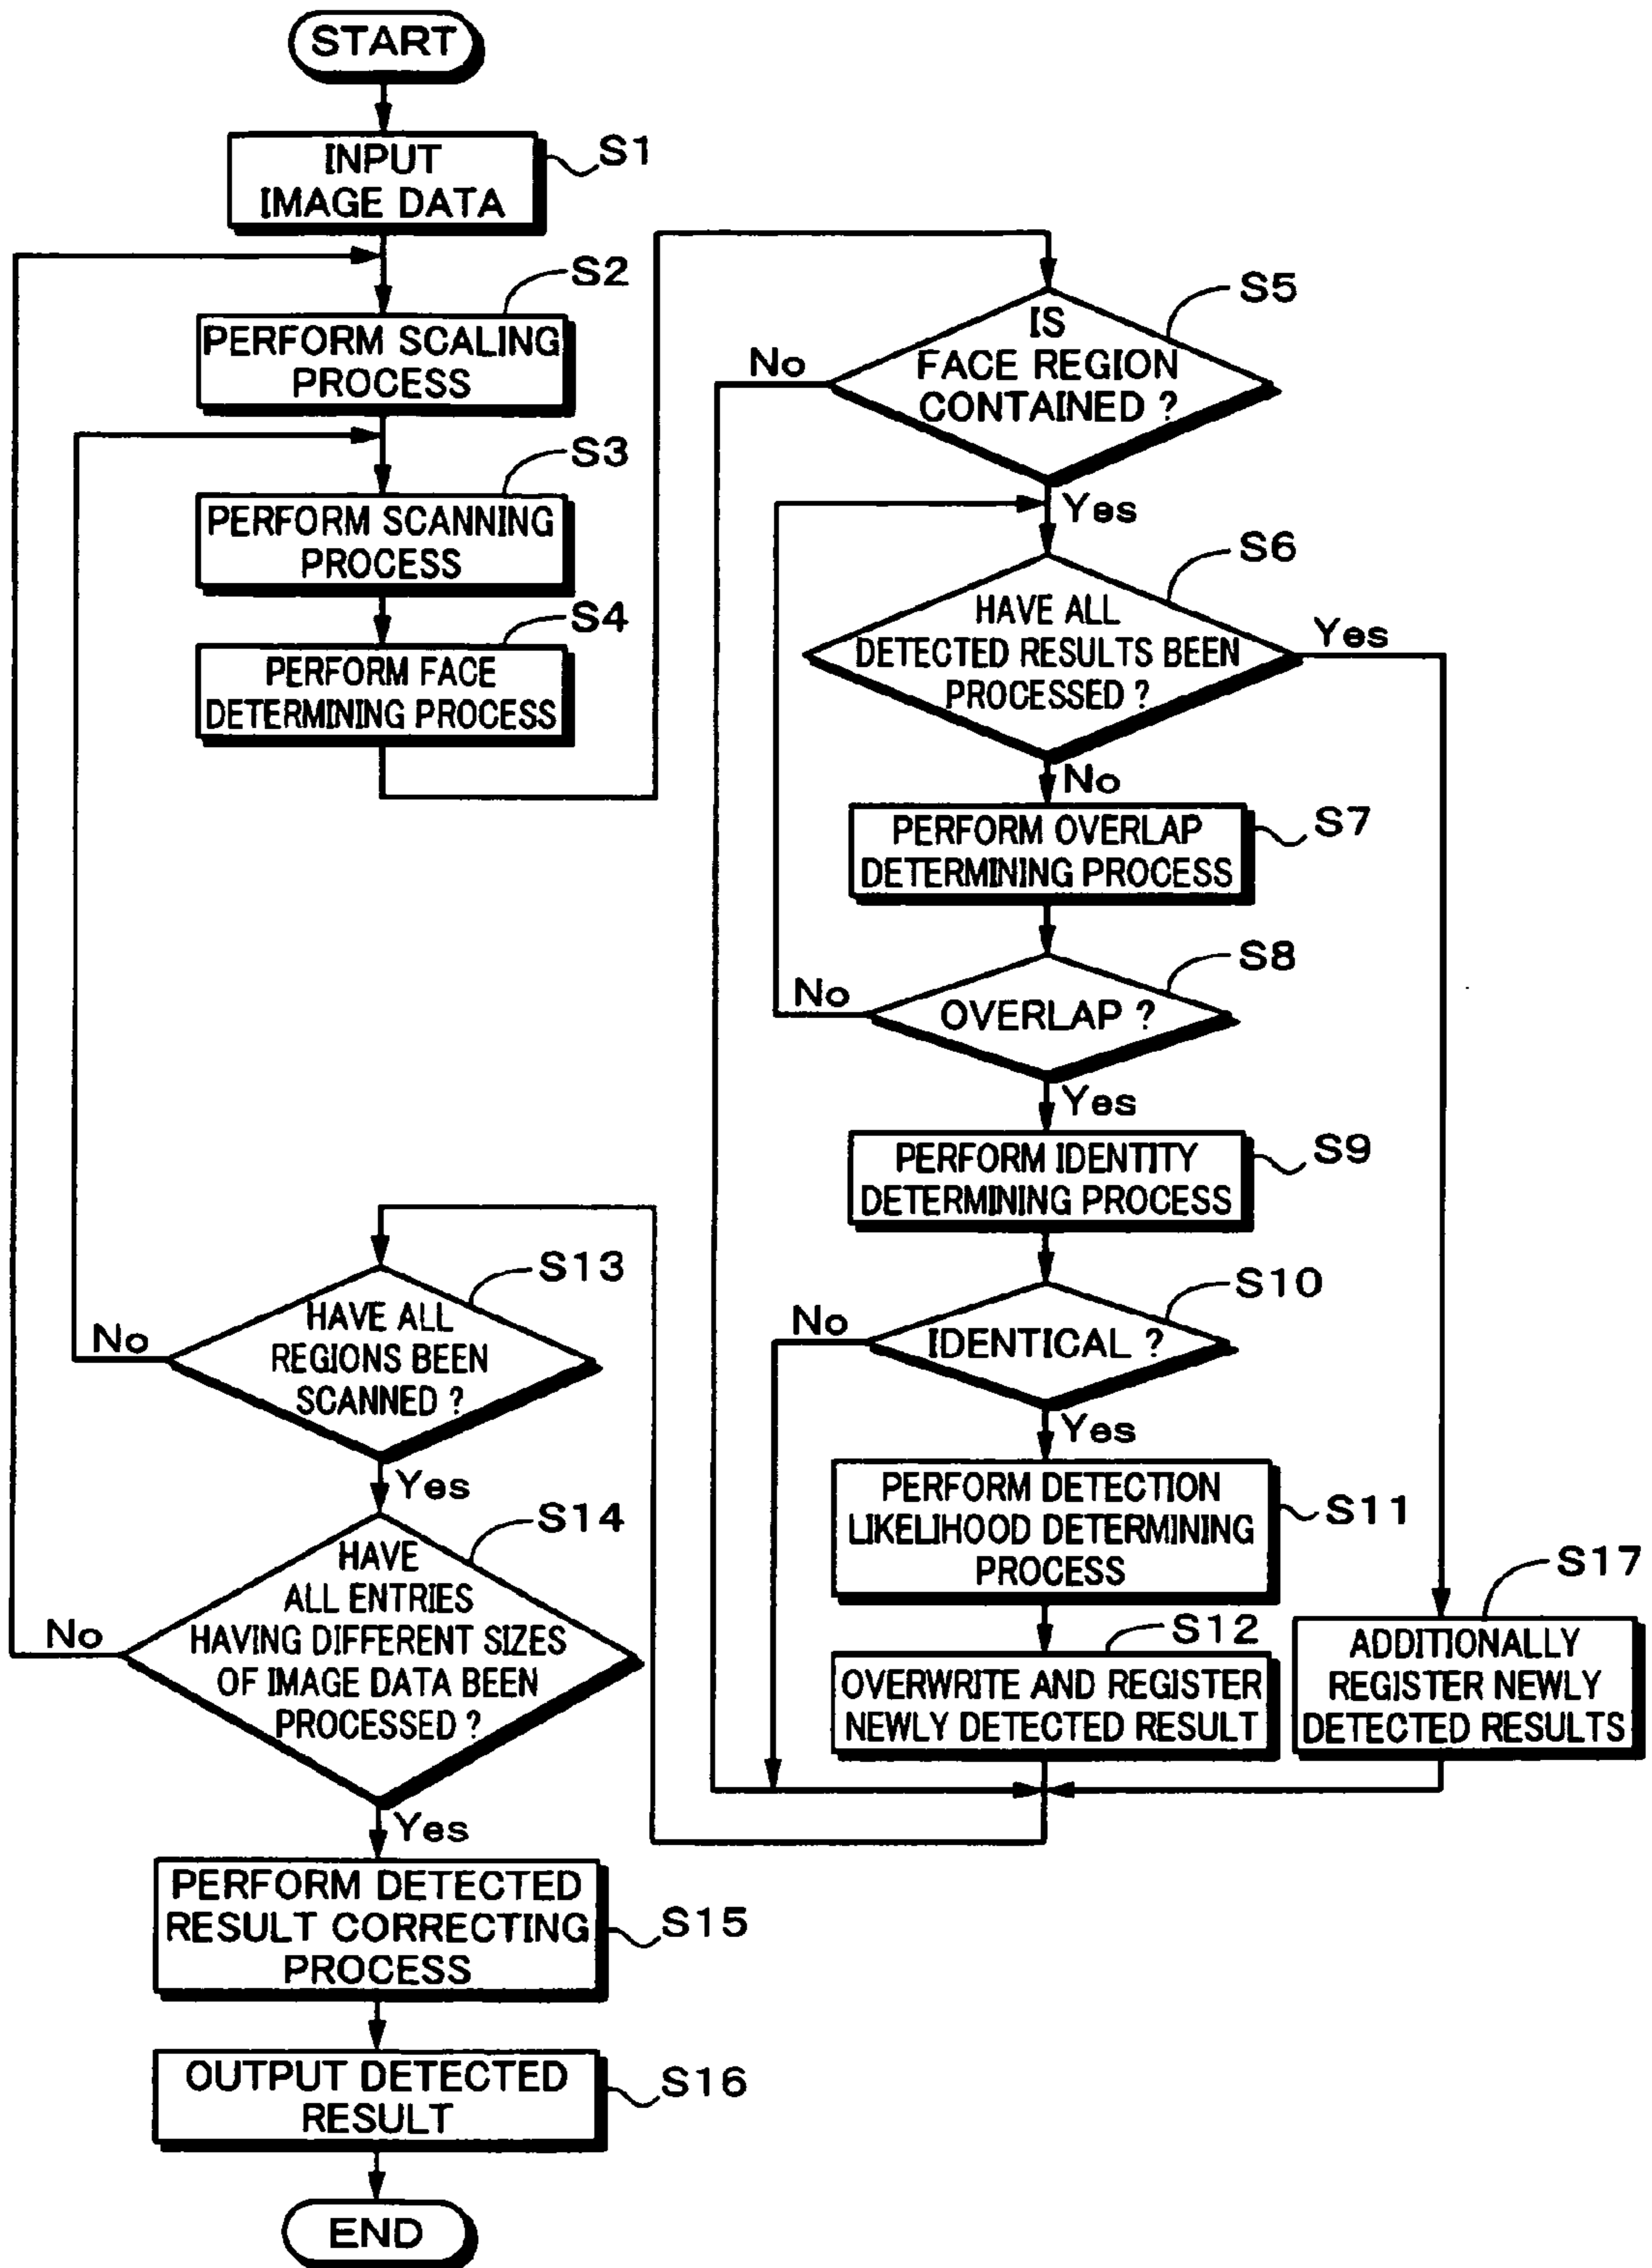 START
INPUT
IMAGE DATA
S1
S2
PERFORM SCALING
PROCESS
S3
PERFORM SCANNING
PROCESS
S4
PERFORM FACE
DETERMINING PROCESS
S5
IS
FACE REGION
CONTAINED ?
No
Yes
S6
HAVE ALL
DETECTED RESULTS BEEN
PROCESSED ?
Yes
No
PERFORM OVERLAP
DETERMINING PROCESS
S7
S8
OVERLAP ?
No
Yes
PERFORM IDENTITY
DETERMINING PROCESS
S9
S10
IDENTICAL ?
No
Yes
PERFORM DETECTION
LIKELIHOOD DETERMINING
PROCESS
S11
S12
OVERWRITE AND REGISTER
NEWLY DETECTED RESULT
S17
ADDITIONALLY
REGISTER NEWLY
DETECTED RESULTS
S13
HAVE ALL
REGIONS BEEN
SCANNED ?
No
Yes
S14
HAVE
ALL ENTRIES
HAVING DIFFERENT SIZES
OF IMAGE DATA BEEN
PROCESSED ?
No
Yes
PERFORM DETECTED
RESULT CORRECTING
PROCESS
S15
OUTPUT DETECTED
RESULT
S16
END